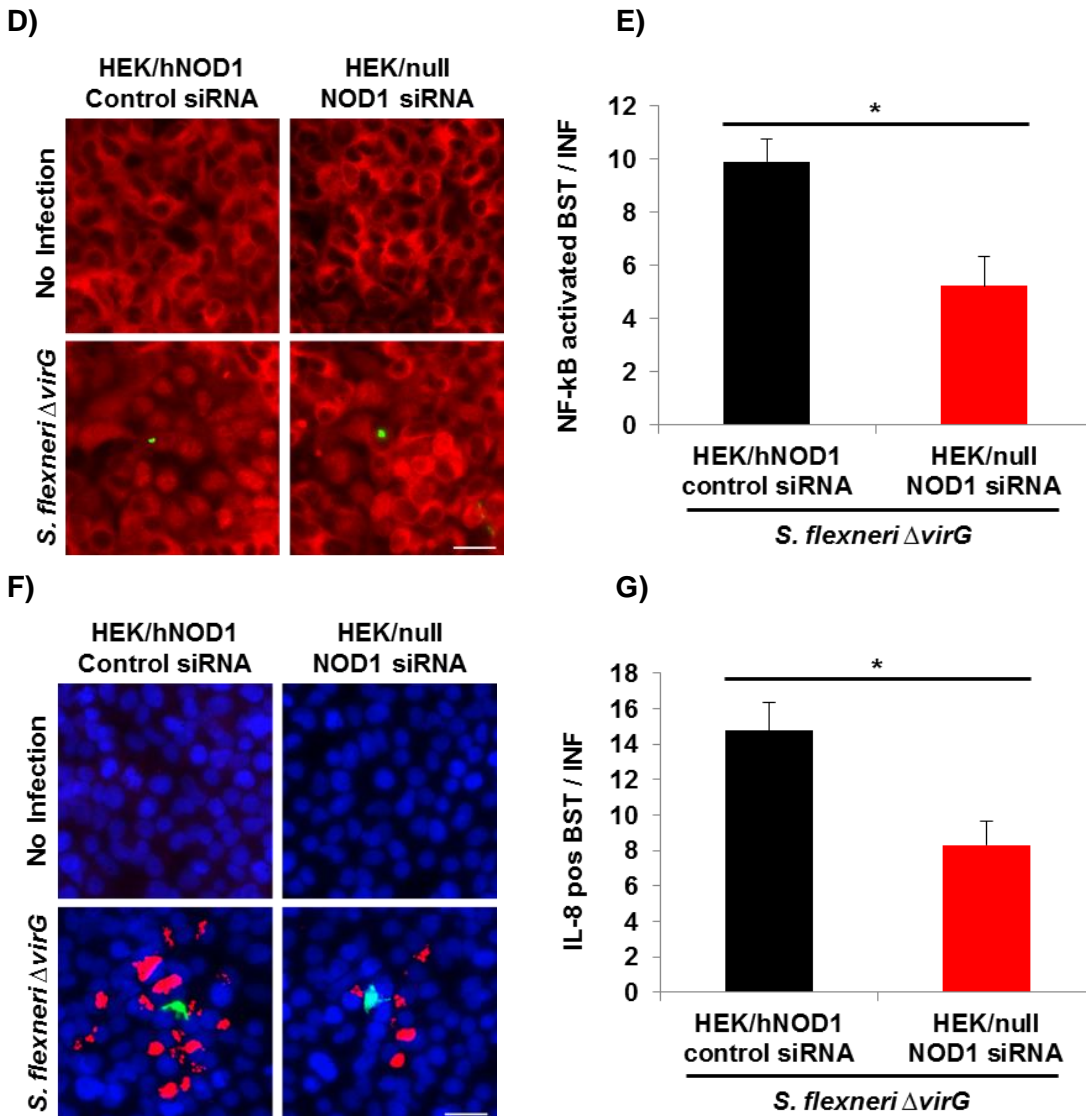 D)
HEK/hNOD1
Control siRNA
HEK/null
NOD1 siRNA
No Infection
S. flexneri ΔvirG
E)
NF-kB activated BST / INF
12
10
8
6
4
2
0
*
HEK/hNOD1
control siRNA
HEK/null
NOD1 siRNA
S. flexneri ΔvirG
F)
HEK/hNOD1
Control siRNA
HEK/null
NOD1 siRNA
No Infection
S. flexneri ΔvirG
G)
IL-8 pos BST / INF
18
16
14
12
10
8
6
4
2
0
*
HEK/hNOD1
control siRNA
HEK/null
NOD1 siRNA
S. flexneri ΔvirG